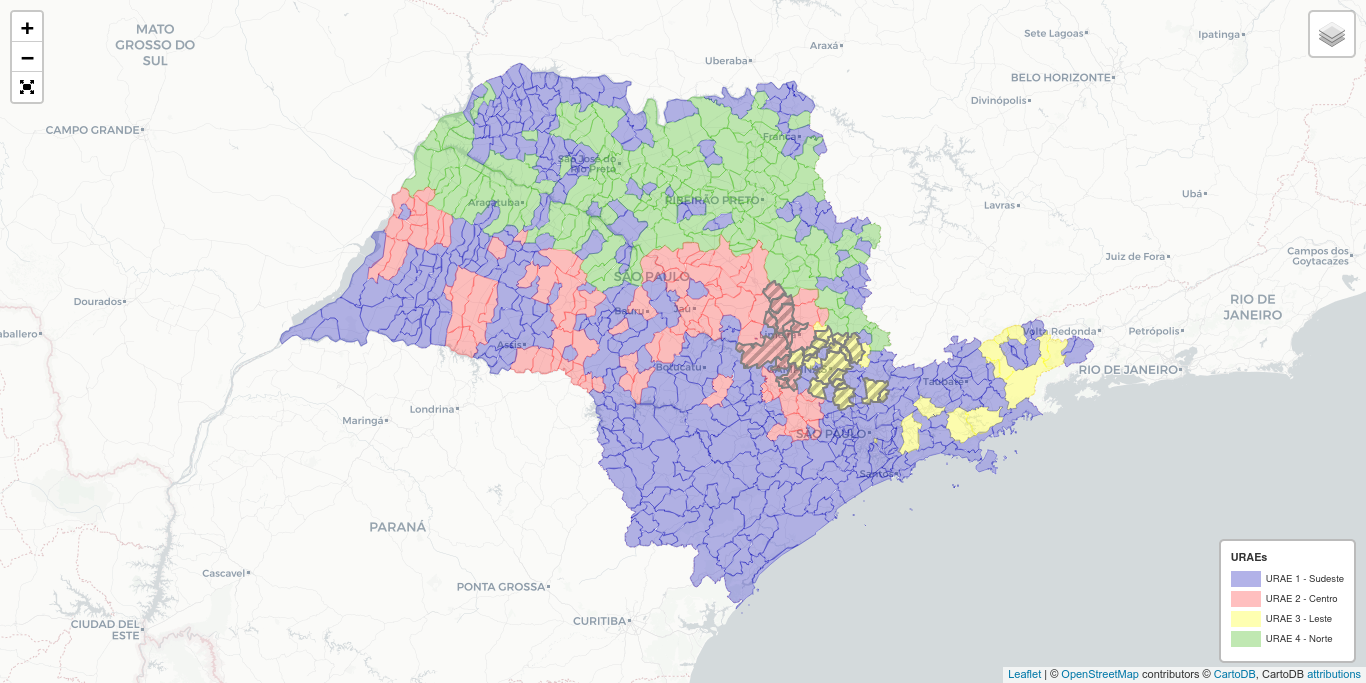 +
−
MATO
GROSSO DO
SUL
Araxá
Uberaba
Sete Lagoas
Ipatinga
BELO HORIZONTE
Divinópolis
CAMPO GRANDE
Franca
São José do
Rio Preto
Ubá
Araçatuba
RIBEIRÃO PRETO
Lavras
Campos dos
Goytacazes
Juiz de Fora
SÃO PAULO
Dourados
RIO DE
JANEIRO
Bauru
Jaú
aballero
Volta Redonda
Petrópolis
Assis
Botucatu
RIO DE JANEIRO
Taubaté
Londrina
Maringá
SÃO PAULO
Santos
PARANÁ
Cascavel
PONTA GROSSA
CURITIBA
CIUDAD DEL
ESTE
URAEs
URAE 1 - Sudeste
URAE 2 - Centro
URAE 3 - Leste
URAE 4 - Norte
Leaflet | © OpenStreetMap contributors © CartoDB, CartoDB attributions